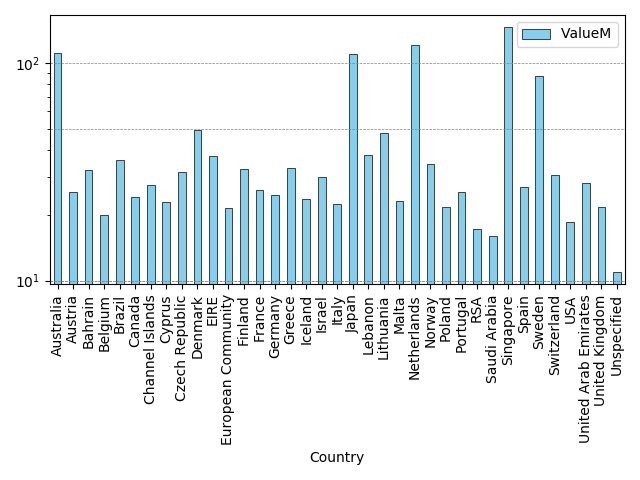 ValueM
10²
10¹
Australia
Austria
Bahrain
Belgium
Brazil
Canada
Channel Islands
Cyprus
Czech Republic
Denmark
EIRE
European Community
Finland
France
Germany
Greece
Iceland
Israel
Italy
Japan
Lebanon
Lithuania
Malta
Netherlands
Norway
Poland
Portugal
RSA
Saudi Arabia
Singapore
Spain
Sweden
Switzerland
USA
United Arab Emirates
United Kingdom
Unspecified
Country